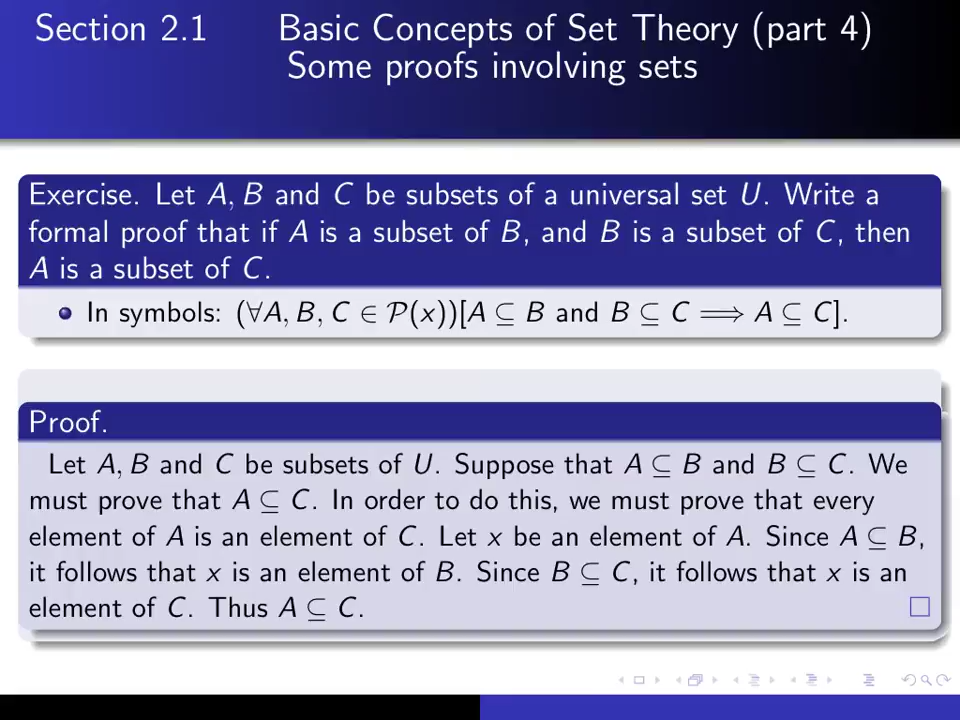 Section 2.1 Basic Concepts of Set Theory (part 4)
Some proofs involving sets
Exercise. Let A, B and C be subsets of a universal set U. Write a
formal proof that if A is a subset of B, and B is a subset of C, then
A is a subset of C.
In symbols: (∀A, B, C ∈ P(x))[A ⊆ B and B ⊆ C ⟹ A ⊆ C].
Proof.
Let A, B and C be subsets of U. Suppose that A ⊆ B and B ⊆ C. We
must prove that A ⊆ C. In order to do this, we must prove that every
element of A is an element of C. Let x be an element of A. Since A ⊆ B,
it follows that x is an element of B. Since B ⊆ C, it follows that x is an
element of C. Thus A ⊆ C. □